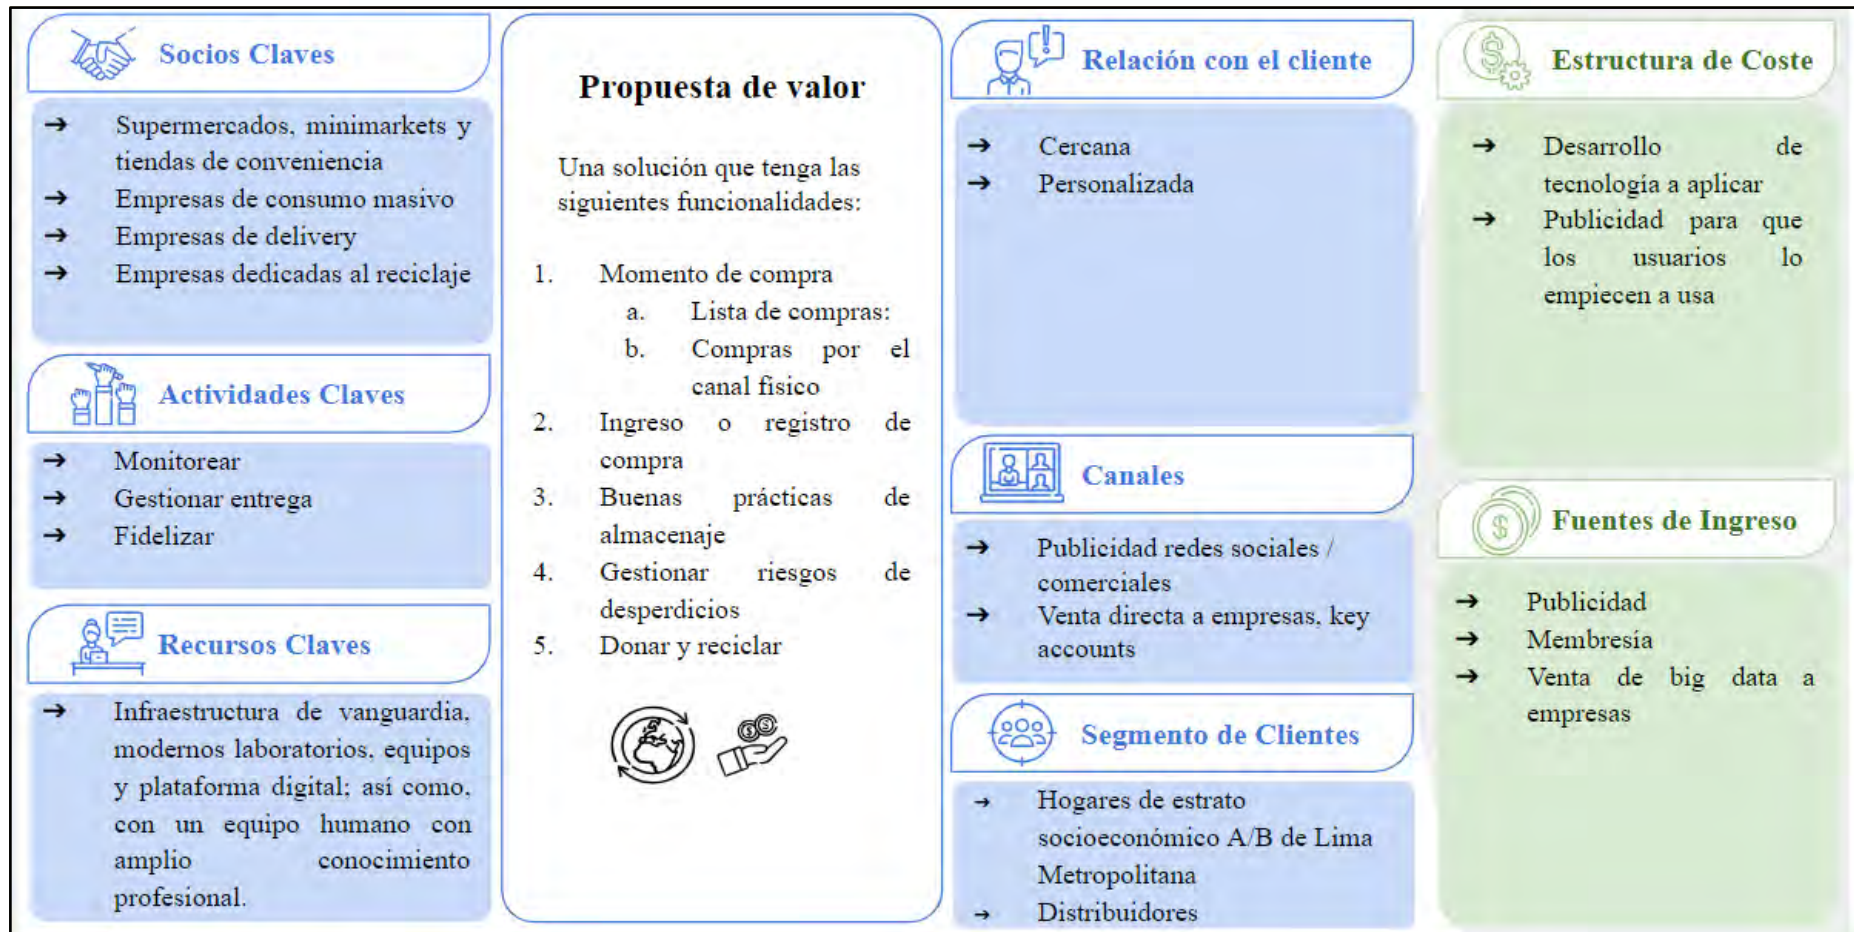 Socios Claves
➔ Supermercados, minimarkets y
tiendas de conveniencia
➔ Empresas de consumo masivo
➔ Empresas de delivery
➔ Empresas dedicadas al reciclaje
Actividades Claves
➔ Monitorear
➔ Gestionar entrega
➔ Fidelizar
Recursos Claves
➔ Infraestructura de vanguardia,
modernos laboratorios, equipos
y plataforma digital; así como,
con un equipo humano con
amplio conocimiento
profesional.
Propuesta de valor
Una solución que tenga las
siguientes funcionalidades:
1. Momento de compra
a. Lista de compras:
b. Compras por el
canal físico
2. Ingreso o registro de
compra
3. Buenas prácticas de
almacenaje
4. Gestionar riesgos de
desperdicios
5. Donar y reciclar
Relación con el cliente
➔ Cercana
➔ Personalizada
Canales
➔ Publicidad redes sociales /
comerciales
➔ Venta directa a empresas, key
accounts
Segmento de Clientes
➔ Hogares de estrato
socioeconómico A/B de Lima
Metropolitana
➔ Distribuidores
Estructura de Coste
➔ Desarrollo de
tecnología a aplicar
➔ Publicidad para que
los usuarios lo
empiecen a usa
Fuentes de Ingreso
➔ Publicidad
➔ Membresía
➔ Venta de big data a
empresas